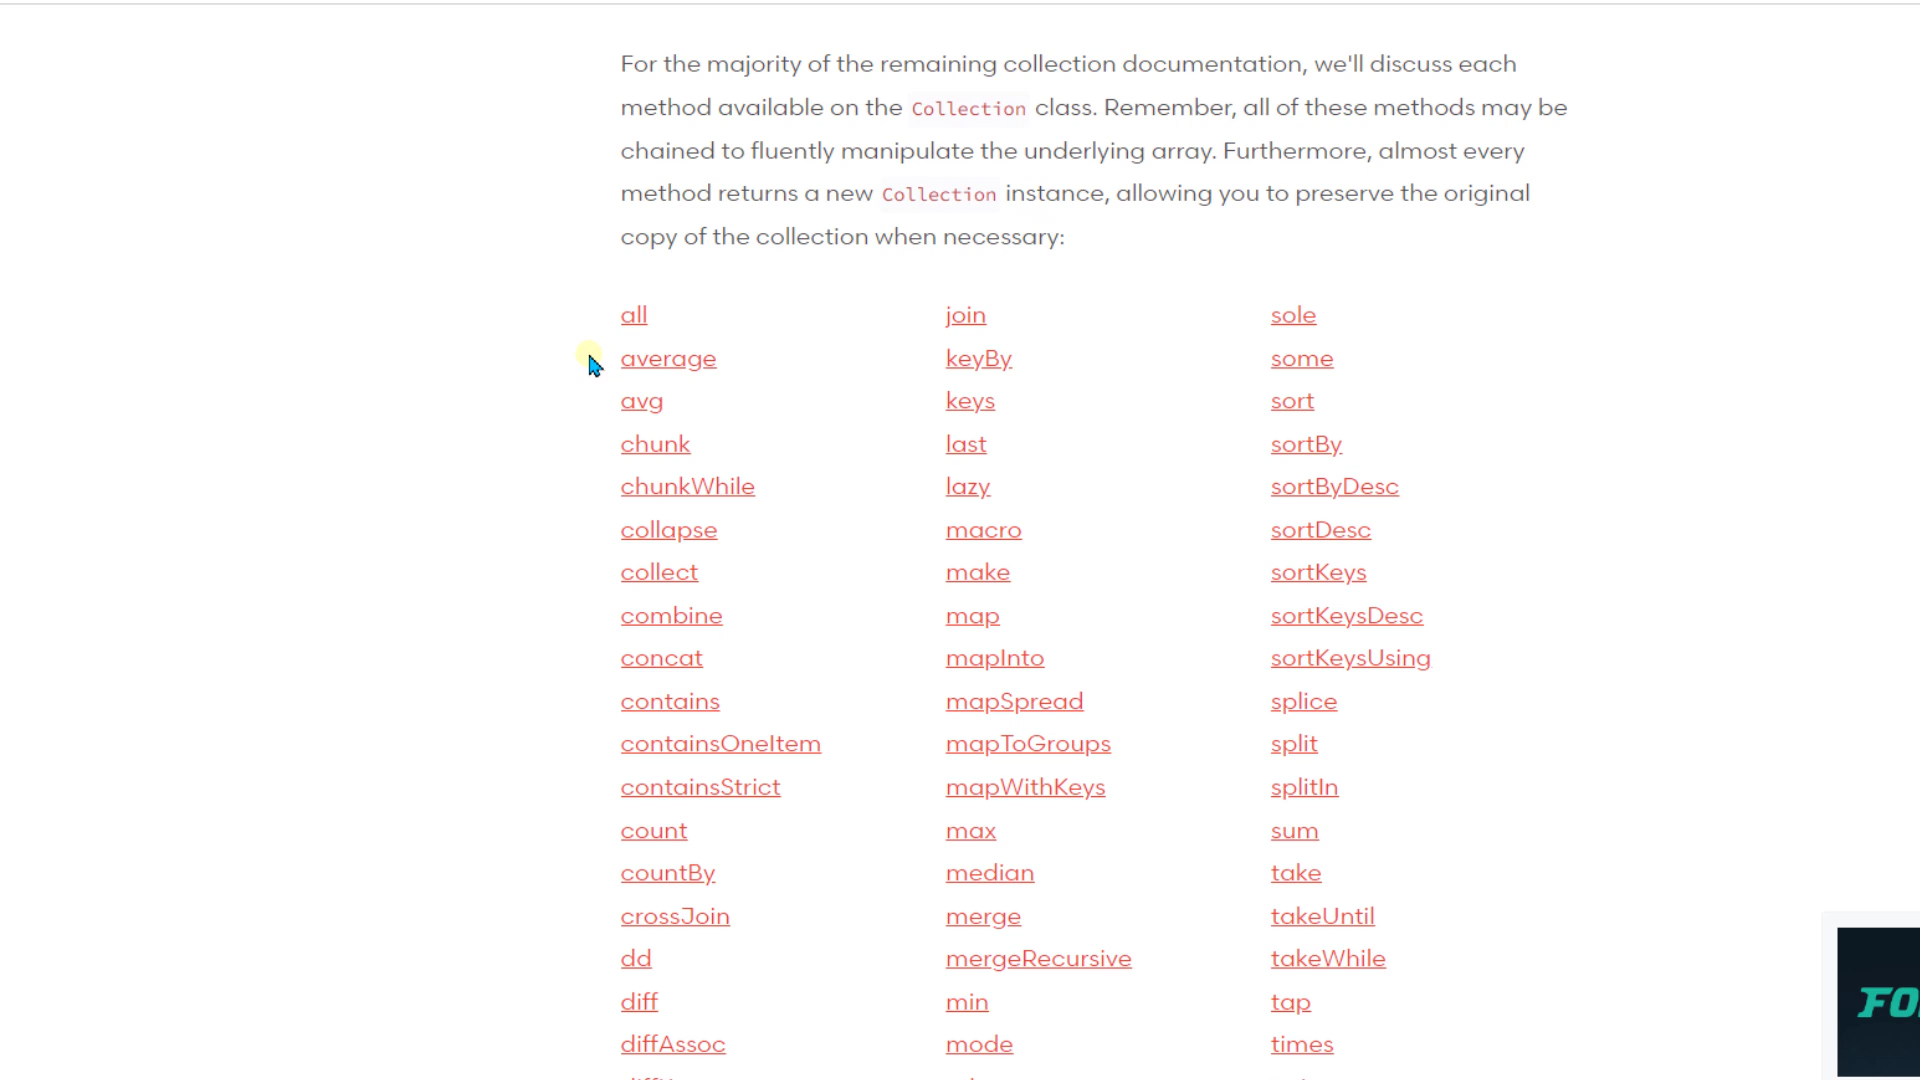 For the majority of the remaining collection documentation, we'll discuss each
method available on the Collection class. Remember, all of these methods may be
chained to fluently manipulate the underlying array. Furthermore, almost every
method returns a new Collection instance, allowing you to preserve the original
copy of the collection when necessary:
all
average
avg
chunk
chunkWhile
collapse
collect
combine
concat
contains
containsOneItem
containsStrict
count
countBy
crossJoin
dd
diff
diffAssoc
join
keyBy
keys
last
lazy
macro
make
map
mapInto
mapSpread
mapToGroups
mapWithKeys
max
median
merge
mergeRecursive
min
mode
sole
some
sort
sortBy
sortByDesc
sortDesc
sortKeys
sortKeysDesc
sortKeysUsing
splice
split
splitIn
sum
take
takeUntil
takeWhile
tap
times